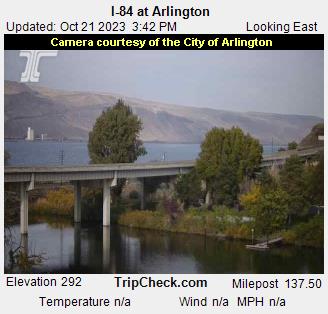 I-84 at Arlington
Updated: Oct 21 2023 3:42 PM Looking East
Camera courtesy of the City of Arlington
Elevation 292 TripCheck.com Milepost 137.50
Temperature n/a Wind n/a MPH n/a